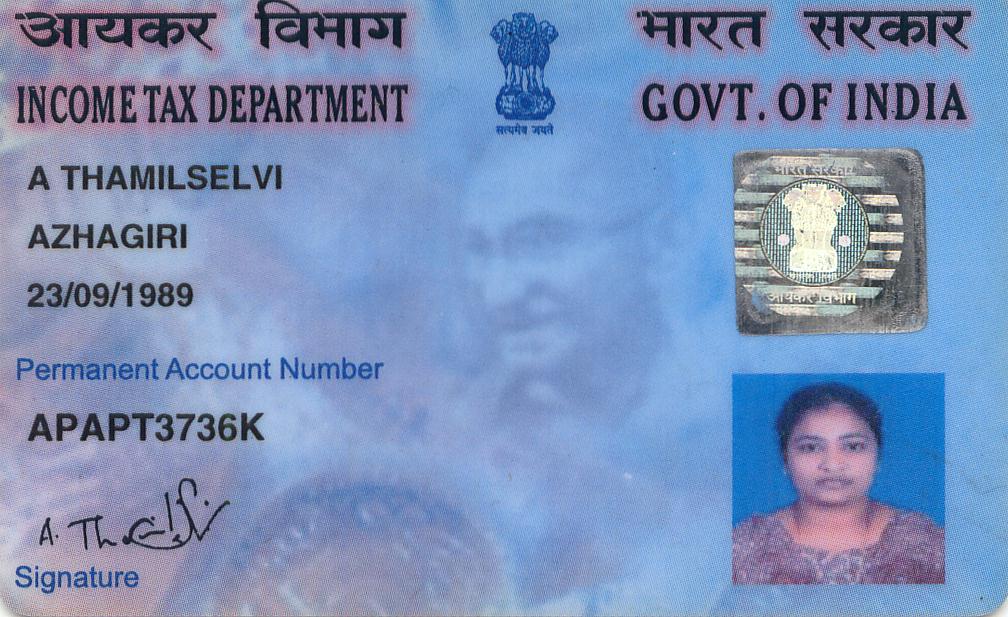 आयकर विभाग
INCOME TAX DEPARTMENT
सत्यमेव जयते
भारत सरकार
GOVT. OF INDIA
A THAMILSELVI
AZHAGIRI
23/09/1989
भारत सरकार
आयकर विभाग
Permanent Account Number
APAPT3736K
Signature